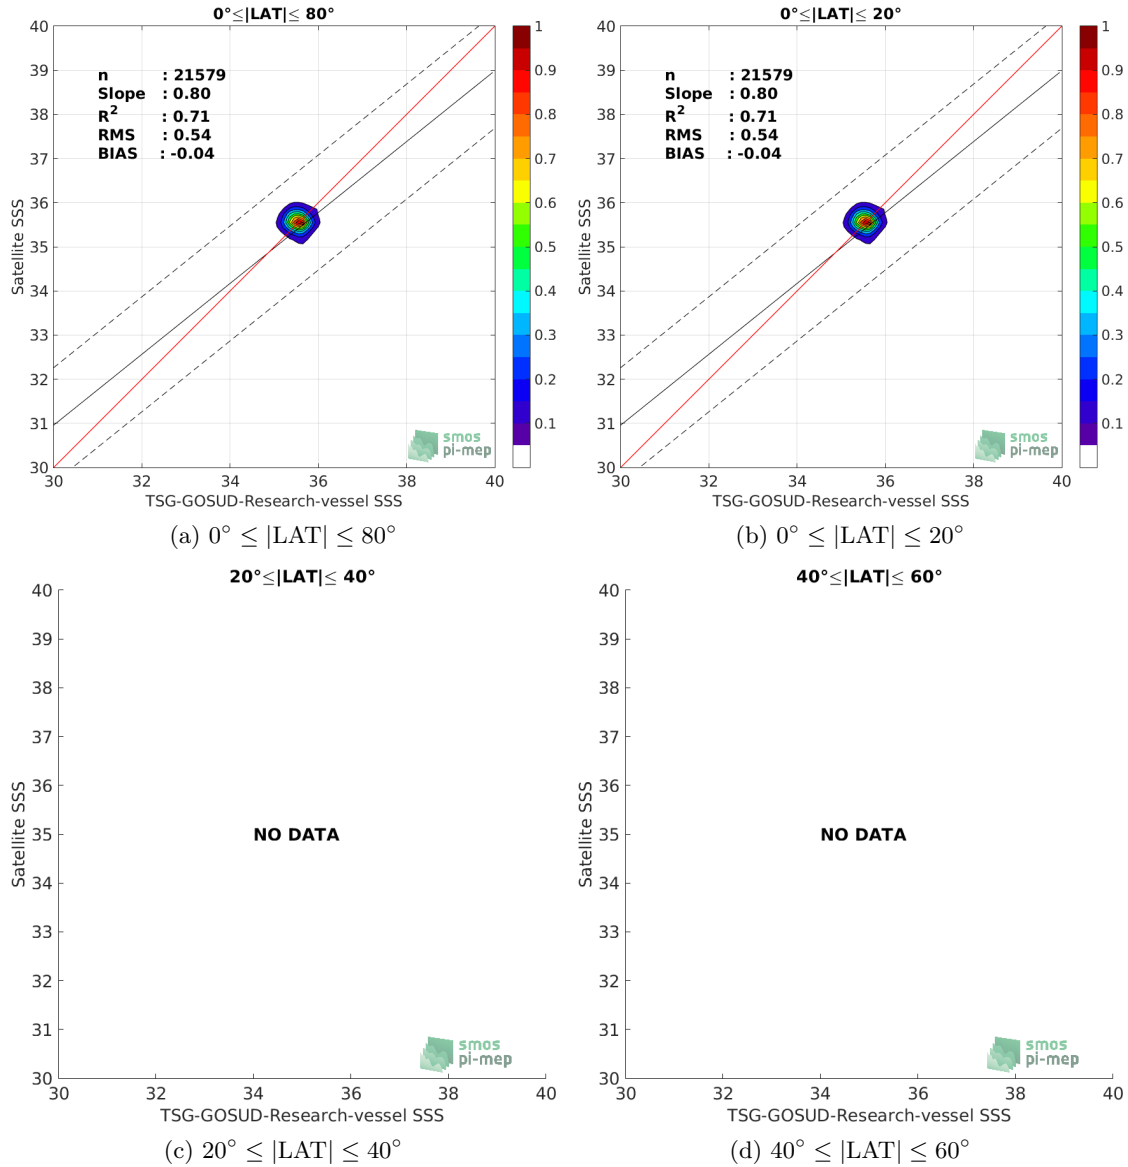 0°≤|LAT|≤ 80°
40
39
38
37
36
35
34
33
32
31
30
Satellite SSS
n : 21579
Slope : 0.80
R² : 0.71
RMS : 0.54
BIAS : -0.04
smos
pi-mep
30 32 34 36 38 40
TSG-GOSUD-Research-vessel SSS
1
0.9
0.8
0.7
0.6
0.5
0.4
0.3
0.2
0.1
(a) 0° ≤ |LAT| ≤ 80°
0°≤|LAT|≤ 20°
40
39
38
37
36
35
34
33
32
31
30
Satellite SSS
n : 21579
Slope : 0.80
R² : 0.71
RMS : 0.54
BIAS : -0.04
smos
pi-mep
30 32 34 36 38 40
TSG-GOSUD-Research-vessel SSS
1
0.9
0.8
0.7
0.6
0.5
0.4
0.3
0.2
0.1
(b) 0° ≤ |LAT| ≤ 20°
20°≤|LAT|≤ 40°
40
39
38
37
36
35
34
33
32
31
30
Satellite SSS
NO DATA
smos
pi-mep
30 32 34 36 38 40
TSG-GOSUD-Research-vessel SSS
(c) 20° ≤ |LAT| ≤ 40°
40°≤|LAT|≤ 60°
40
39
38
37
36
35
34
33
32
31
30
Satellite SSS
NO DATA
smos
pi-mep
30 32 34 36 38 40
TSG-GOSUD-Research-vessel SSS
(d) 40° ≤ |LAT| ≤ 60°